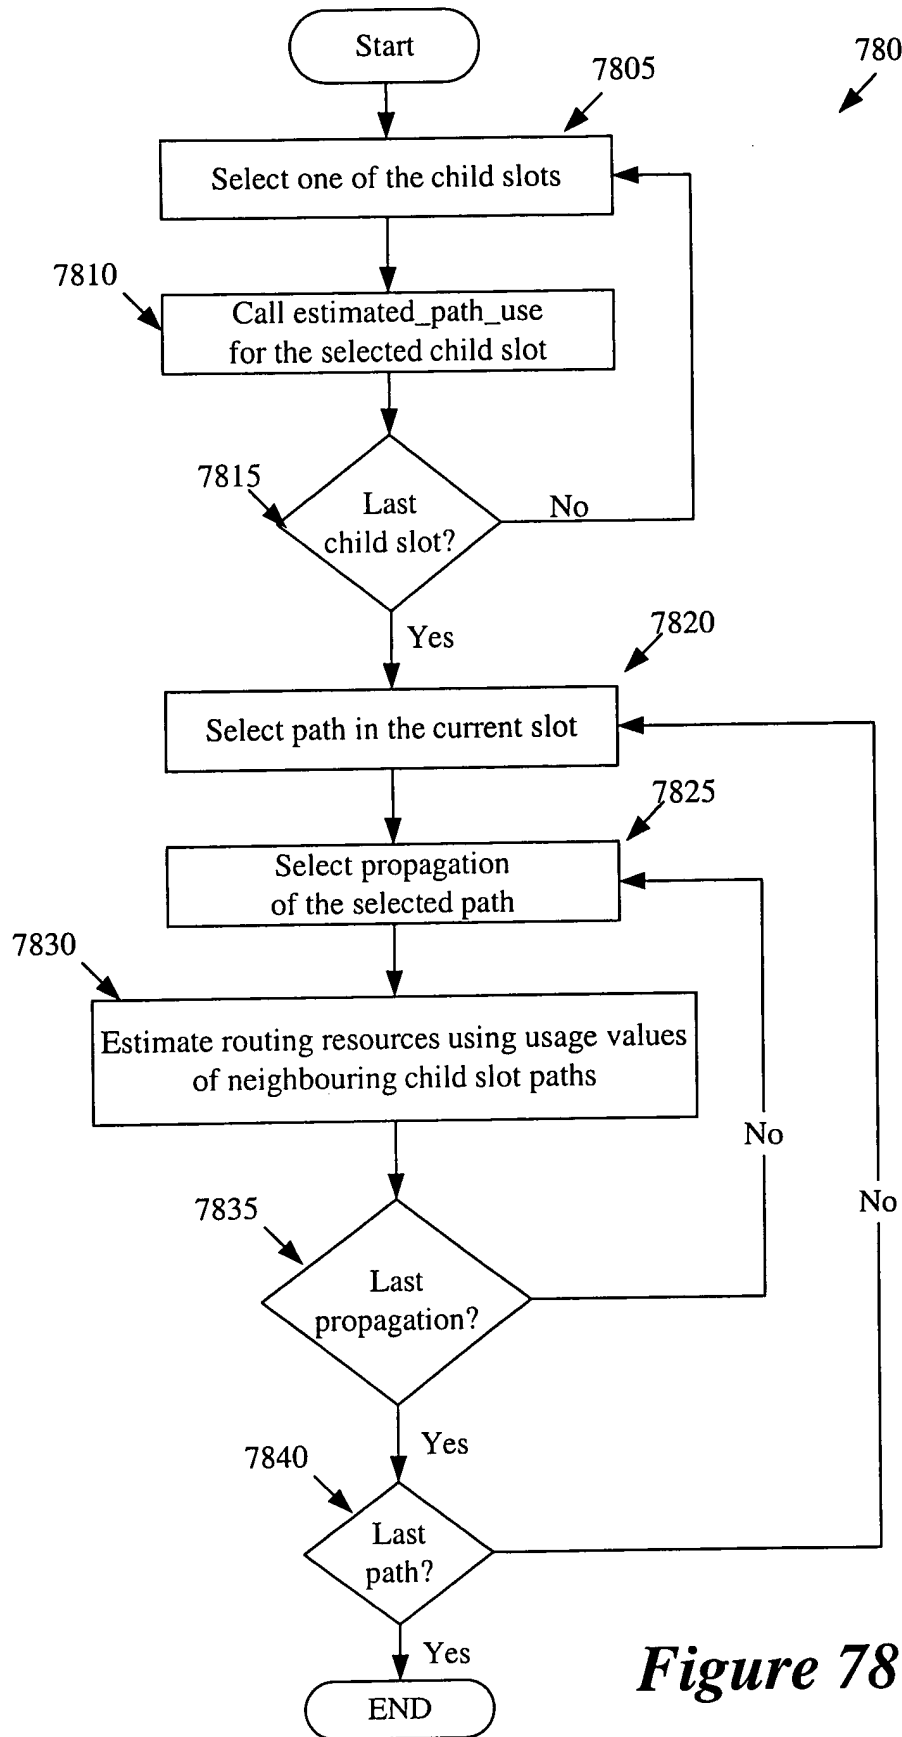 Start
780
7805
Select one of the child slots
7810
Call estimated_path_use
for the selected child slot
7815
Last
child slot?
No
Yes
7820
Select path in the current slot
7825
Select propagation
of the selected path
7830
Estimate routing resources using usage values
of neighbouring child slot paths
No
No
7835
Last
propagation?
Yes
7840
Last
path?
Yes
END
Figure 78